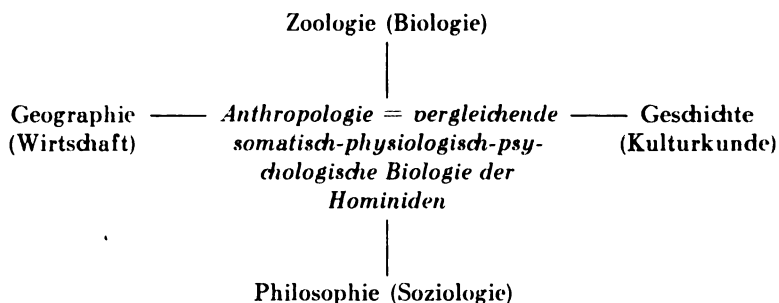 Zoologie (Biologie)
Geographie — Anthropologie = vergleichende — Geschichte
(Wirtschaft) somatisch-physiologisch-psy- (Kulturkunde)
chologische Biologie der
Hominiden
Philosophie (Soziologie)